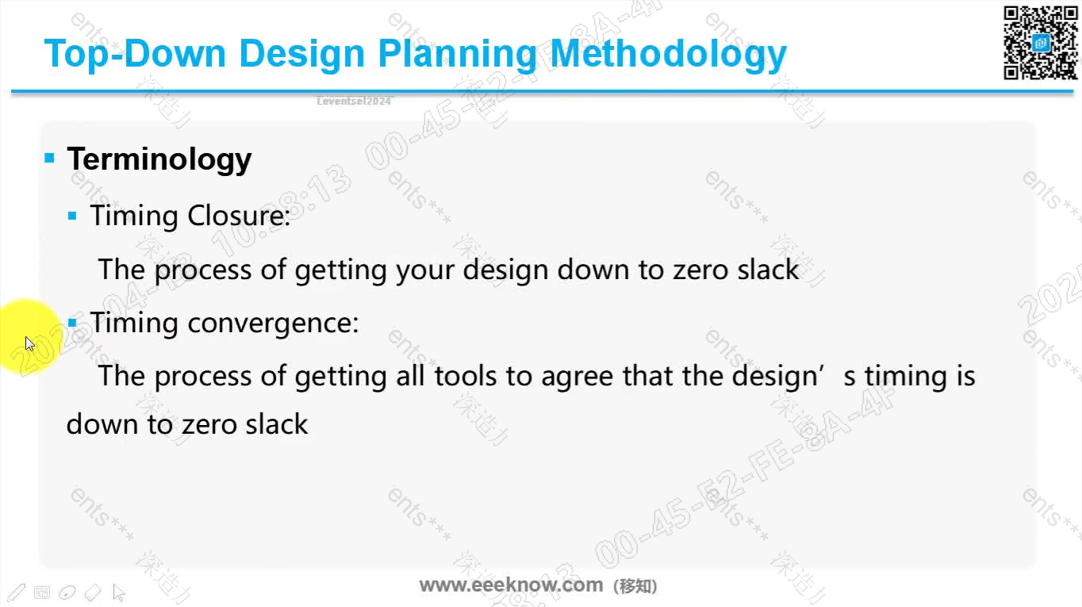 Top-Down Design Planning Methodology
Leventsel2024
Terminology
Timing Closure:
The process of getting your design down to zero slack
Timing convergence:
The process of getting all tools to agree that the design’s timing is
down to zero slack
www.eeeknow.com（移知）